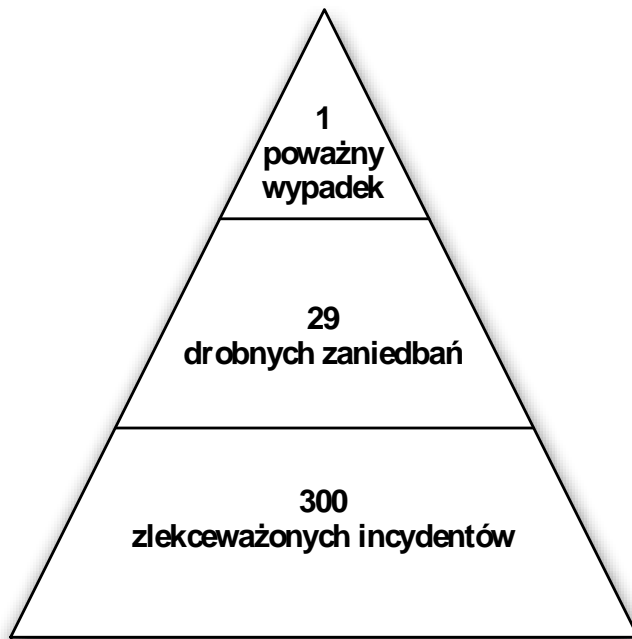 1
poważny
wypadek
29
drobnych zaniedbań
300
zlekceważonych incydentów